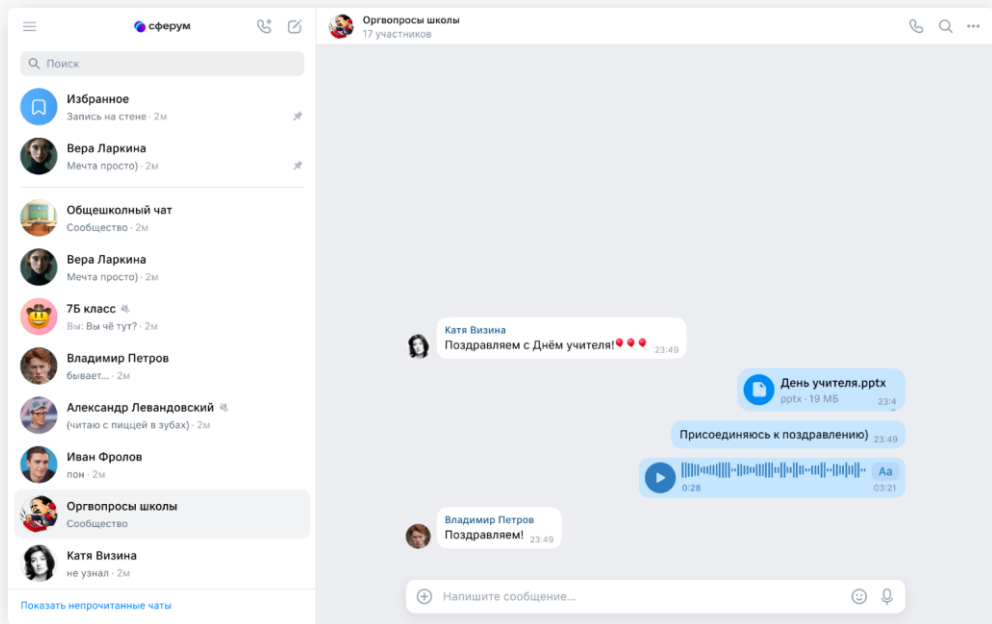 сферум
Поиск
Избранное
Запись на стене · 2м
Вера Ларкина
Мечта просто) · 2м
Общешкольный чат
Сообщество · 2м
Вера Ларкина
Мечта просто) · 2м
7Б класс
Вы: Вы чё тут? · 2м
Владимир Петров
бывает... · 2м
Александр Левандовский
(читаю с пиццей в зубах) · 2м
Иван Фролов
пон · 2м
Оргвопросы школы
Сообщество
Катя Визина
не узнал · 2м
Показать непрочитанные чаты
Оргвопросы школы
17 участников
Катя Визина
Поздравляем с Днём учителя!🎈🎈🎈 23:49
День учителя.pptx
pptx · 19 МБ 23:4
Присоединяюсь к поздравлению) 23:49
Aa
0:28 03:21
Владимир Петров
Поздравляем! 23:49
Напишите сообщение...